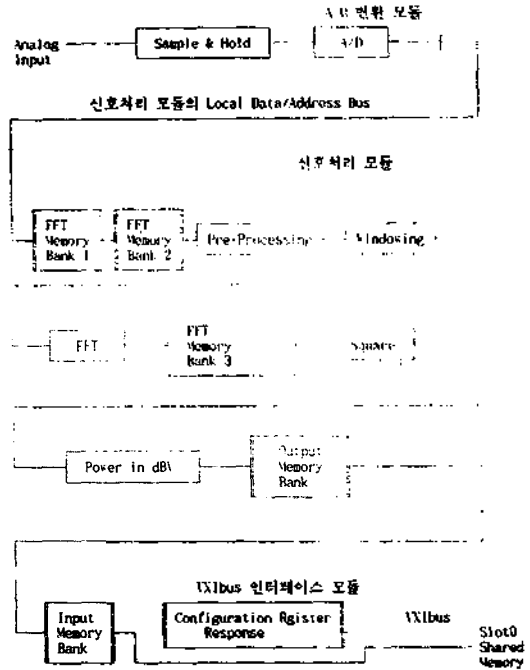 A/D 변환 모듈
Analog
Input
Sample & Hold
A/D
신호처리 모듈의 Local Data/Address Bus
신호처리 모듈
FFT
Memory
Bank 1
FFT
Memory
Bank 2
Pre-Processing
Windowing
FFT
FFT
Memory
Bank 3
Square
Power in dBV
Output
Memory
Bank
VXIbus 인터페이스 모듈
Input
Memory
Bank
Configuration Rgister
Response
VXIbus
Slot0
Shared
Memory